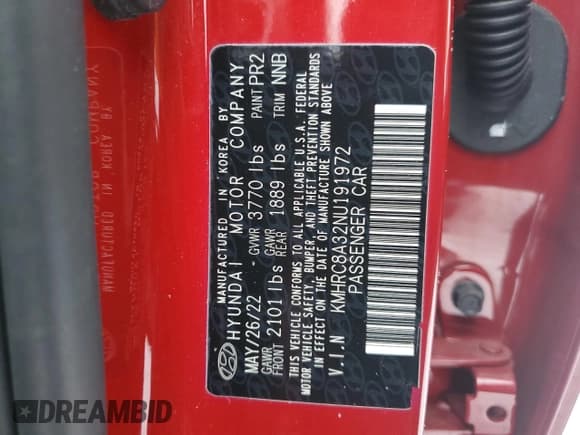 MANUFACTURED IN KOREA BY
HYUNDAI MOTOR COMPANY
MAY/26/22 GVWR 3770 lbs PAINT PR2
GAWR FRONT 2101 lbs GAWR REAR 1889 lbs TRIM NNB
THIS VEHICLE CONFORMS TO ALL APPLICABLE U.S.A. FEDERAL
MOTOR VEHICLE SAFETY, BUMPER, AND THEFT PREVENTION STANDARDS
IN EFFECT ON THE DATE OF MANUFACTURE SHOWN ABOVE
V.I.N KMHRC8A32NU191972
PASSENGER CAR
DREAMBID